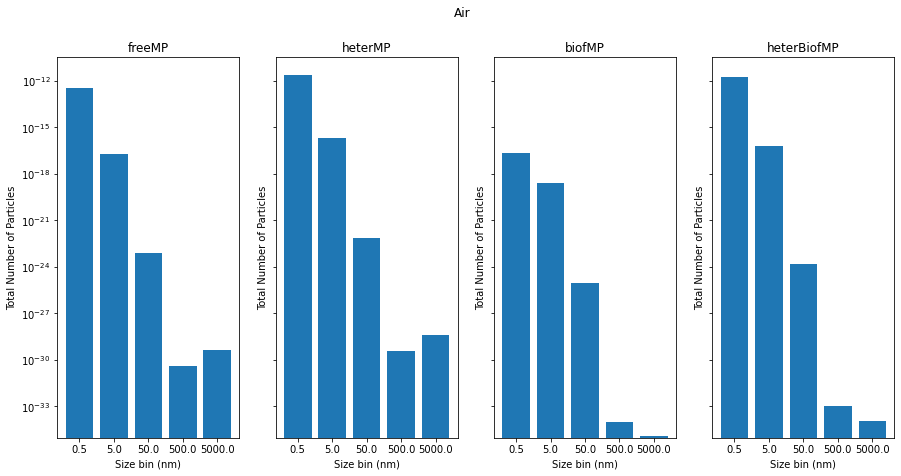 Air
freeMP
heterMP
biofMP
heterBiofMP
Total Number of Particles
10⁻¹²
10⁻¹⁵
10⁻¹⁸
10⁻²¹
10⁻²⁴
10⁻²⁷
10⁻³⁰
10⁻³³
0.5 5.0 50.0 500.0 5000.0
Size bin (nm)
Total Number of Particles
0.5 5.0 50.0 500.0 5000.0
Size bin (nm)
Total Number of Particles
0.5 5.0 50.0 500.0 5000.0
Size bin (nm)
Total Number of Particles
0.5 5.0 50.0 500.0 5000.0
Size bin (nm)